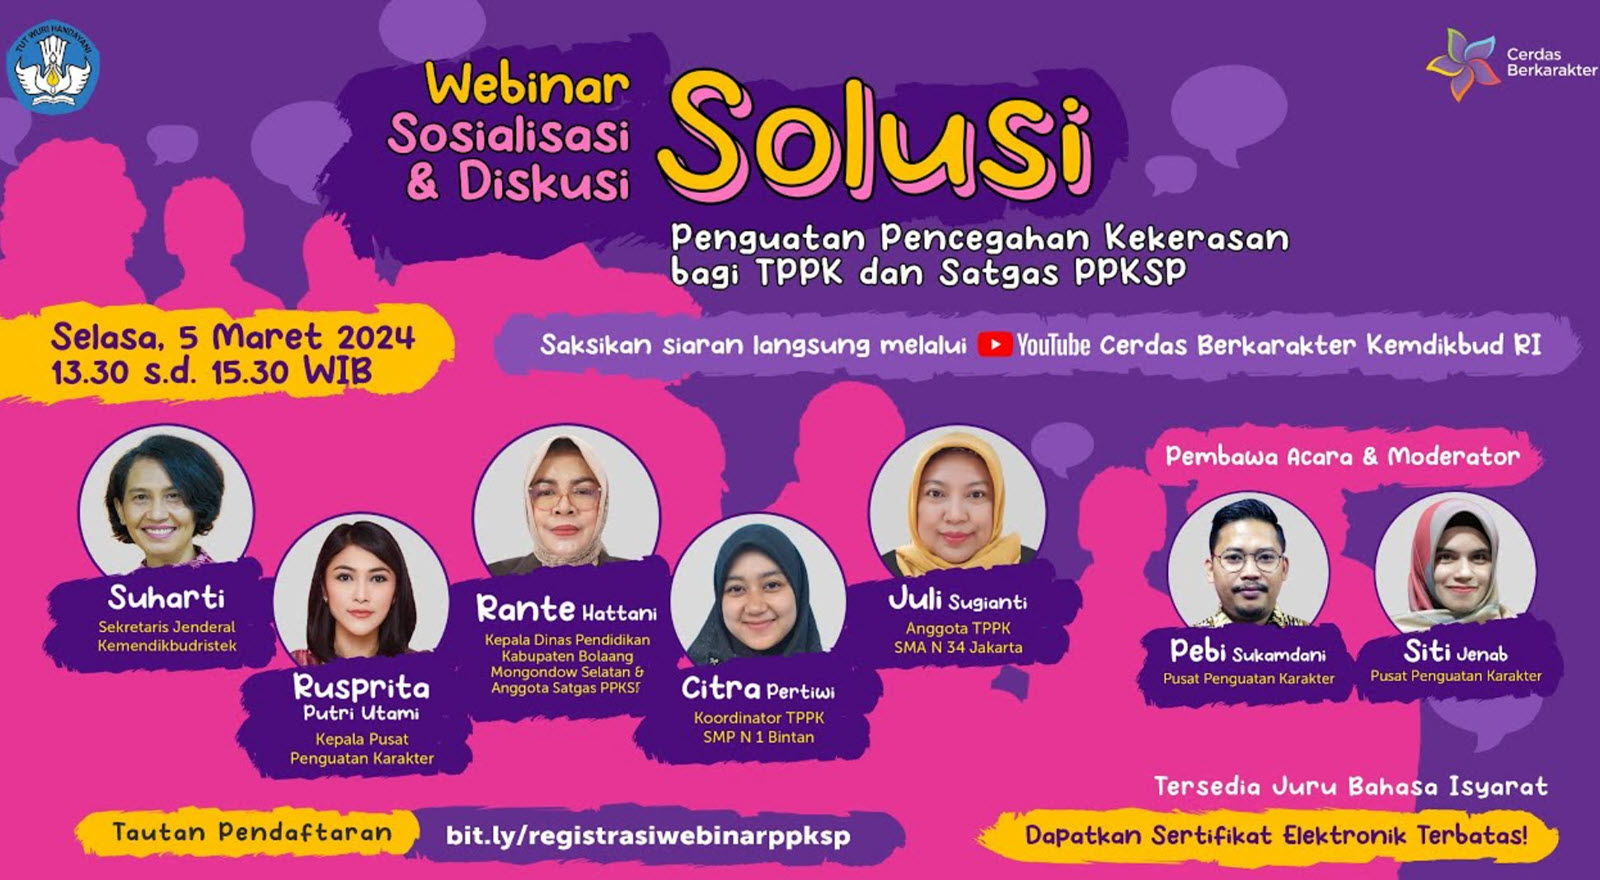 TUT WURI HANDAYANI
Cerdas
Berkarakter
Webinar
Sosialisasi
& Diskusi
Solusi
Penguatan Pencegahan Kekerasan
bagi TPPK dan Satgas PPKSP
Selasa, 5 Maret 2024
13.30 s.d. 15.30 WIB
Saksikan siaran langsung melalui YouTube Cerdas Berkarakter Kemdikbud RI
Suharti
Sekretaris Jenderal
Kemendikbudristek
Rusprita
Putri Utami
Kepala Pusat
Penguatan Karakter
Rante Hattani
Kepala Dinas Pendidikan
Kabupaten Bolaang
Mongondow Selatan &
Anggota Satgas PPKSP
Citra Pertiwi
Koordinator TPPK
SMP N 1 Bintan
Juli Sugianti
Anggota TPPK
SMA N 34 Jakarta
Pembawa Acara & Moderator
Pebi Sukamdani
Pusat Penguatan Karakter
Siti Jenab
Pusat Penguatan Karakter
Tersedia Juru Bahasa Isyarat
Tautan Pendaftaran
bit.ly/registrasiwebinarppksp
Dapatkan Sertifikat Elektronik Terbatas!